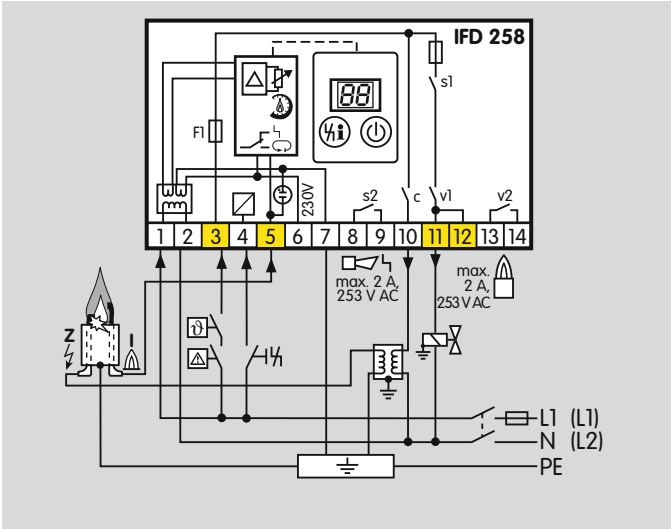 IFD 258
s1
88
F1
i
230V
s2
c
v1
v2
1 2 3 4 5 6 7 8 9 10 11 12 13 14
max. 2 A,
253 V AC
max.
2 A,
253 V AC
ϑ
Z
I
L1 (L1)
N (L2)
PE